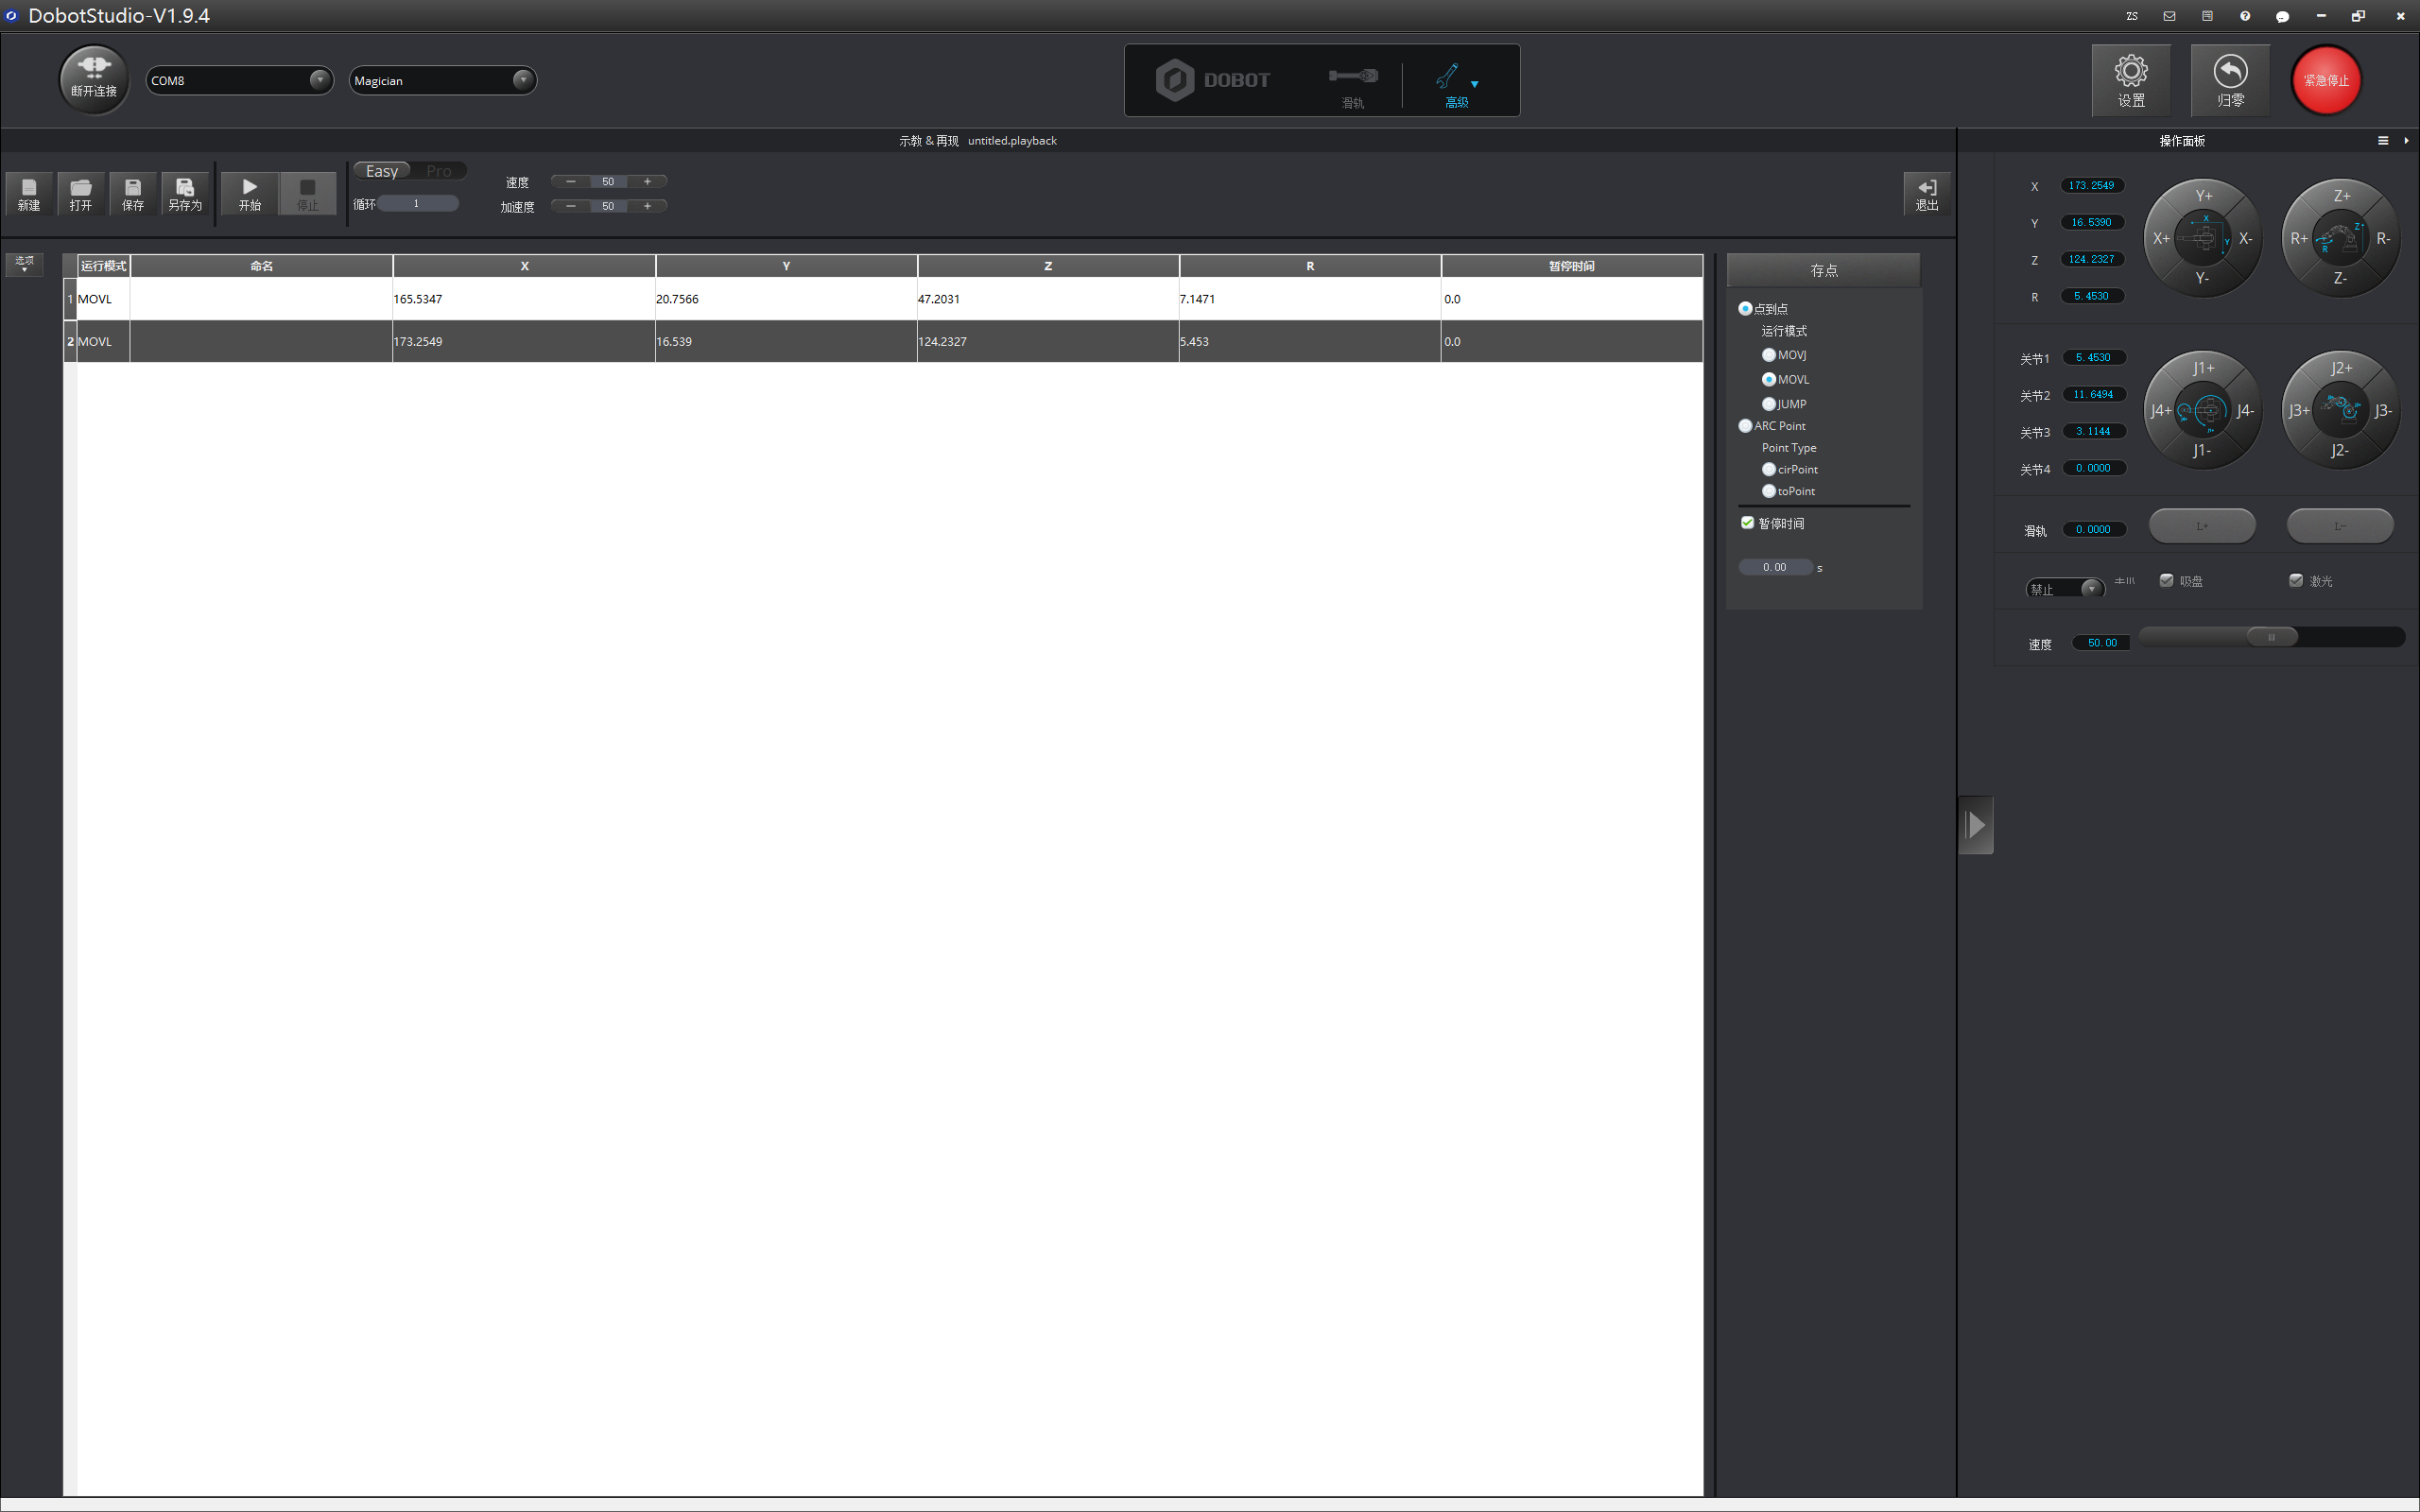 DobotStudio-V1.9.4
ZS
断开连接
COM8
Magician
DOBOT
滑轨
高级
设置
归零
紧急停止
示教 & 再现 untitled.playback
操作面板
新建
打开
保存
另存为
开始
停止
Easy
Pro
循环 1
速度 — 50 +
加速度 — 50 +
退出
选项
运行模式 命名 X Y Z R 暂停时间
1 MOVL 165.5347 20.7566 47.2031 7.1471 0.0
2 MOVL 173.2549 16.539 124.2327 5.453 0.0
存点
点到点
运行模式
MOVJ
MOVL
JUMP
ARC Point
Point Type
cirPoint
toPoint
暂停时间
0.00 s
X 173.2549
Y 16.5390
Z 124.2327
R 5.4530
Y+
X+ X Y X-
Y-
Z+
R+ Z R R-
Z-
关节1 5.4530
关节2 11.6494
关节3 3.1144
关节4 0.0000
J1+
J4+ J4-
J1-
J2+
J3+ J3-
J2-
滑轨 0.0000 L+ L-
禁止
吸盘
激光
速度 50.00